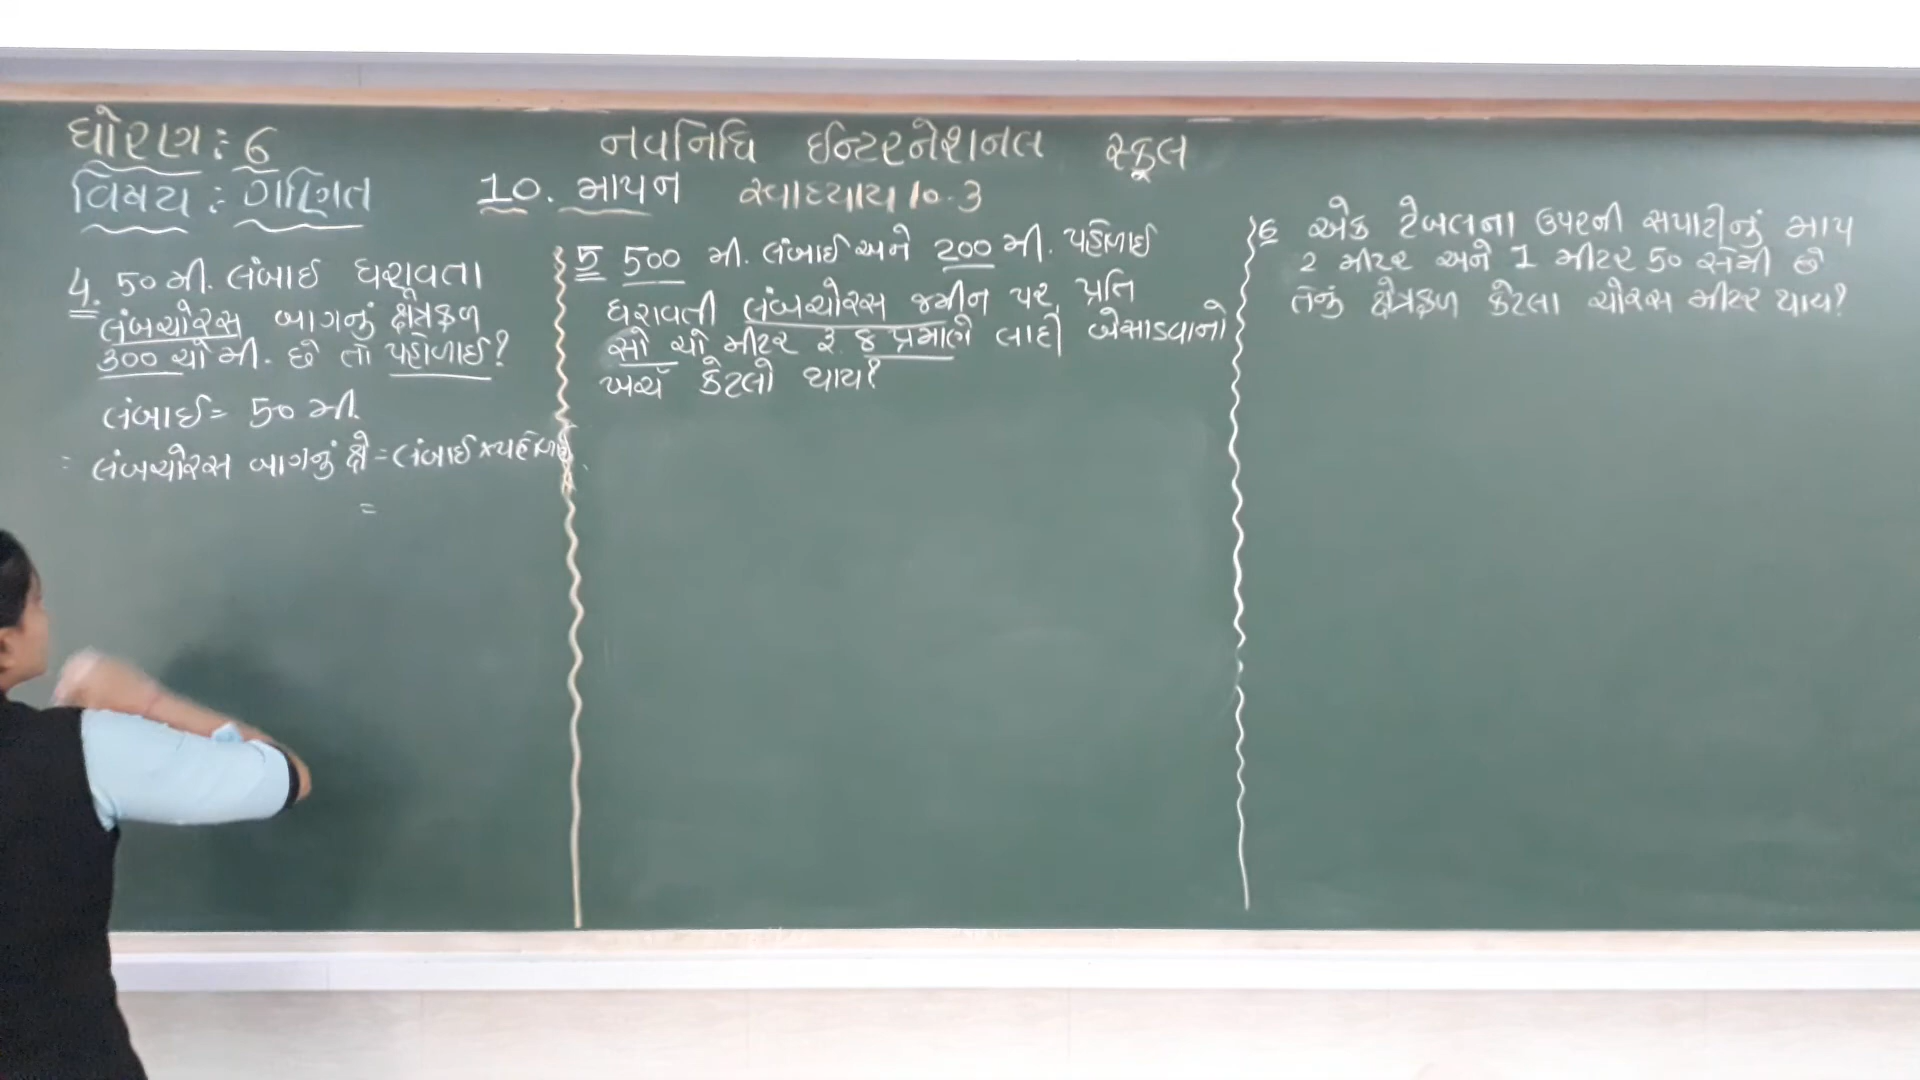 ધોરણ : 6
નવનિધિ ઈન્ટરનેશનલ સ્કૂલ
વિષય : ગણિત
10. માપન સ્વાધ્યાય 10.3
4. 50 મી. લંબાઈ ધરાવતા
લંબચોરસ બાગનું ક્ષેત્રફળ
300 ચો મી. છે તો પહોળાઈ?
લંબાઈ = 50 મી.
= લંબચોરસ બાગનું ક્ષે = લંબાઈ × પહોળાઈ
=
5 500 મી. લંબાઈ અને 200 મી. પહોળાઈ
ધરાવતી લંબચોરસ જમીન પર પ્રતિ
સો ચો મીટર રૂ. 8 પ્રમાણે લાદી બેસાડવાનો
ખર્ચ કેટલો થાય?
6 એક ટેબલના ઉપરની સપાટીનું માપ
2 મીટર અને 1 મીટર 50 સેમી છે
તેનું ક્ષેત્રફળ કેટલા ચોરસ મીટર થાય?